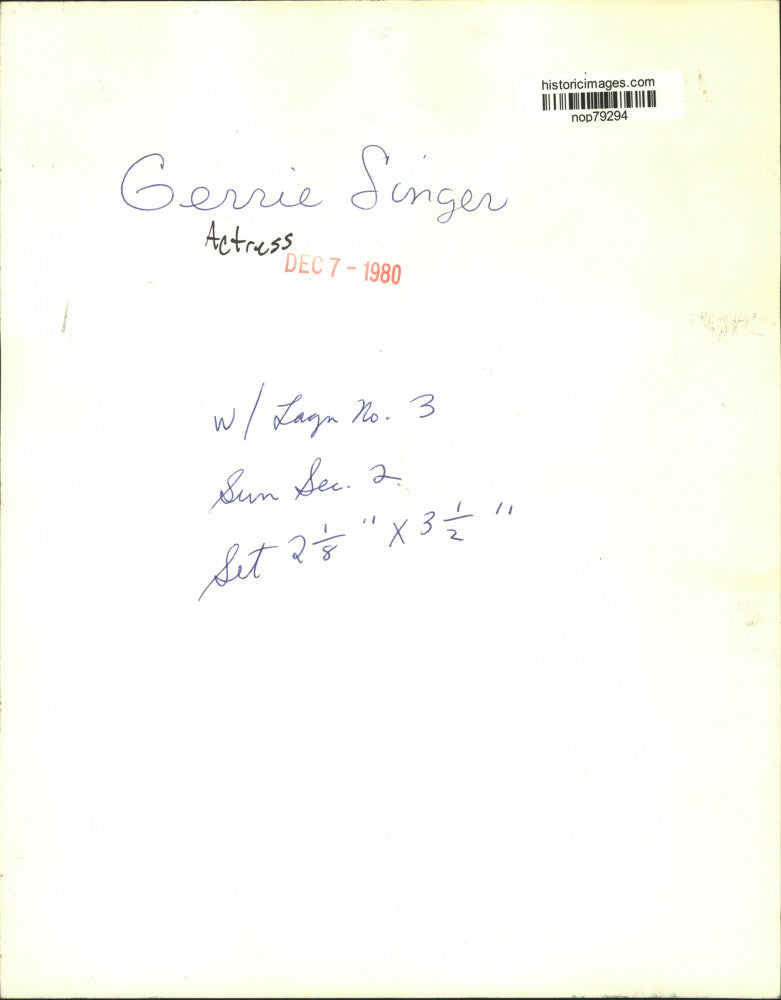 historicimages.com
nop79294
Gerrie Singer
Actress
DEC 7 - 1980
w/ Lagn No. 3
Sun Sec. 2
Set 2 1/8" x 3 1/2"